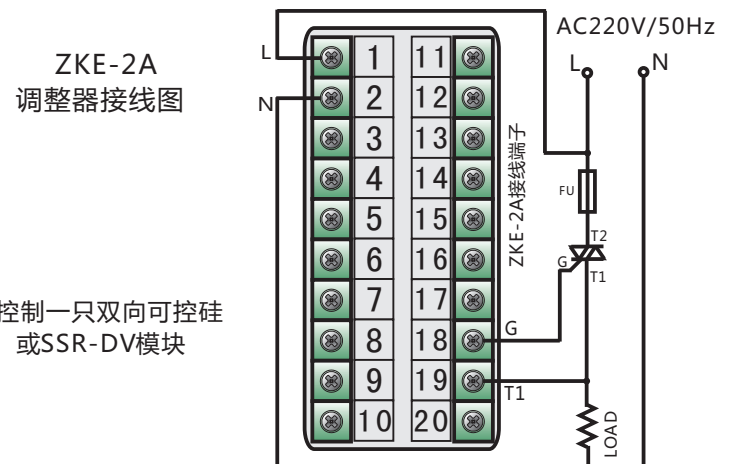 ZKE-2A
调整器接线图
控制一只双向可控硅
或SSR-DV模块
L
N
1 11
2 12
3 13
4 14
5 15
6 16
7 17
8 18
9 19
10 20
ZKE-2A接线端子
G
T1
AC220V/50Hz
L N
FU
T2
G
T1
LOAD